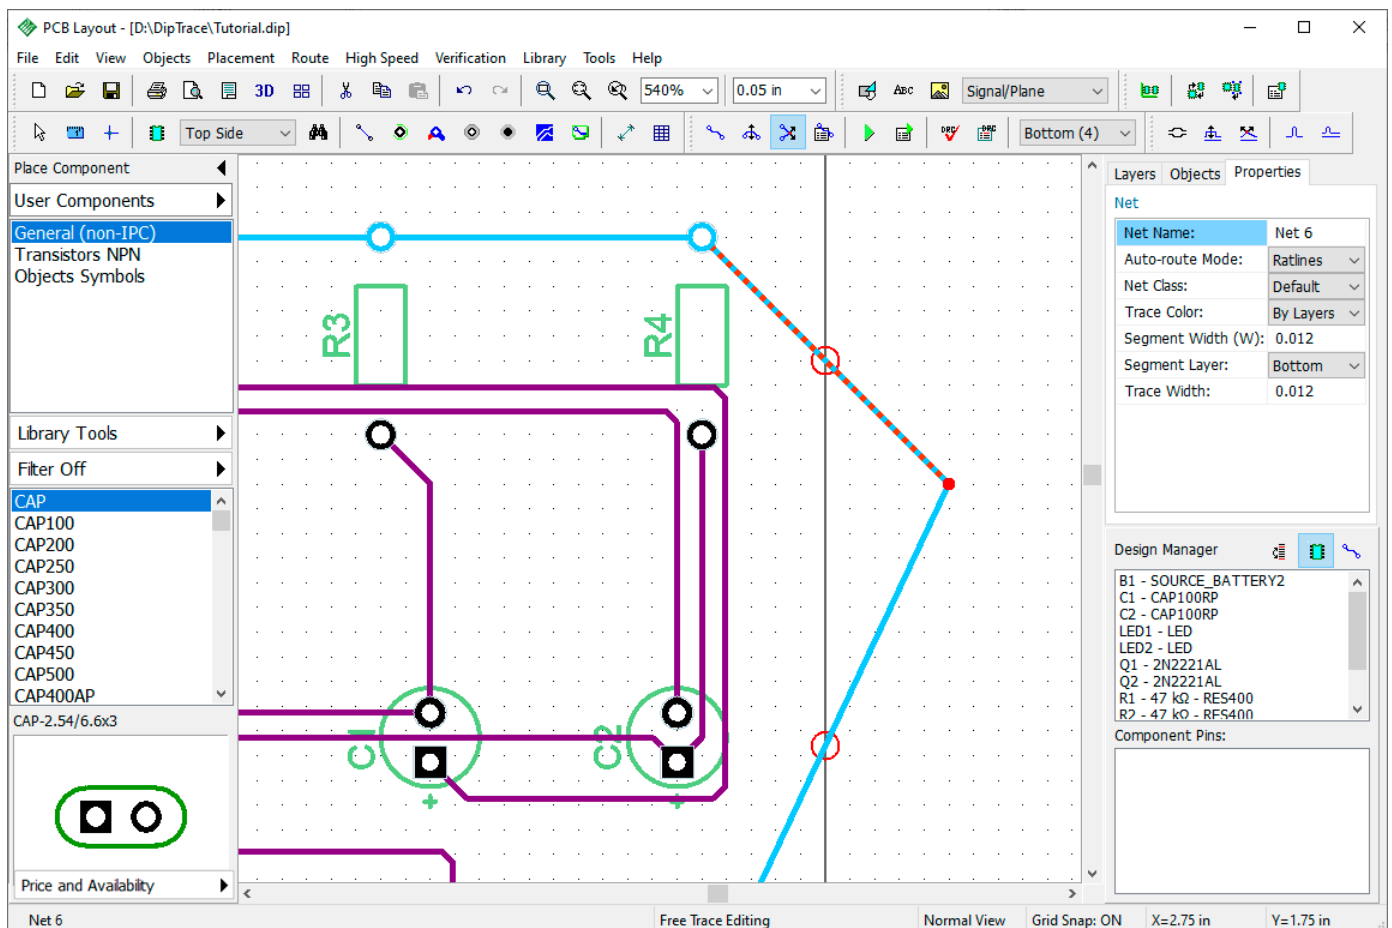 PCB Layout - [D:\DipTrace\Tutorial.dip]
File Edit View Objects Placement Route High Speed Verification Library Tools Help
3D 540% 0.05 in ABC Signal/Plane
Top Side DRC DRC Bottom (4)
Place Component
User Components
General (non-IPC)
Transistors NPN
Objects Symbols
Library Tools
Filter Off
CAP
CAP100
CAP200
CAP250
CAP300
CAP350
CAP400
CAP450
CAP500
CAP400AP
CAP-2.54/6.6x3
Price and Availability
R3
R4
C1
C2
+
+
Layers Objects Properties
Net
Net Name: Net 6
Auto-route Mode: Ratlines
Net Class: Default
Trace Color: By Layers
Segment Width (W): 0.012
Segment Layer: Bottom
Trace Width: 0.012
Design Manager
B1 - SOURCE_BATTERY2
C1 - CAP100RP
C2 - CAP100RP
LED1 - LED
LED2 - LED
Q1 - 2N2221AL
Q2 - 2N2221AL
R1 - 47 kΩ - RES400
R2 - 47 kΩ - RES400
Component Pins:
Net 6 Free Trace Editing Normal View Grid Snap: ON X=2.75 in Y=1.75 in